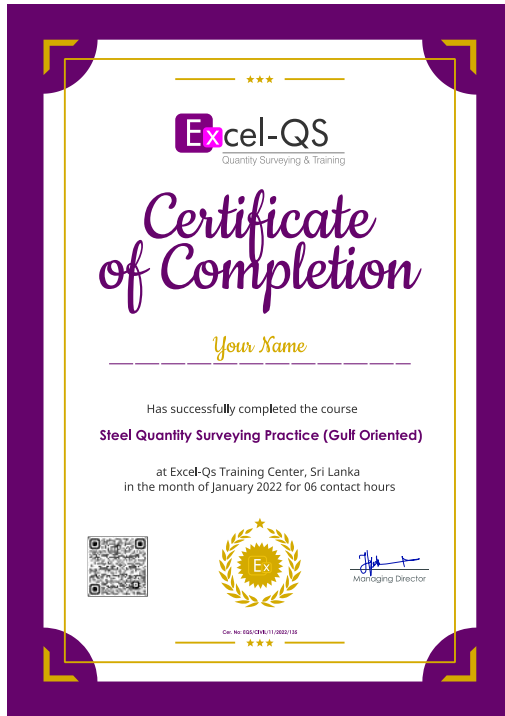 Excel-QS
Quantity Surveying & Training
Certificate
of Completion
Your Name
Has successfully completed the course
Steel Quantity Surveying Practice (Gulf Oriented)
at Excel-Qs Training Center, Sri Lanka
in the month of January 2022 for 06 contact hours
Ex
Managing Director
Cer. No: EQS/CIVIL/11/2022/135